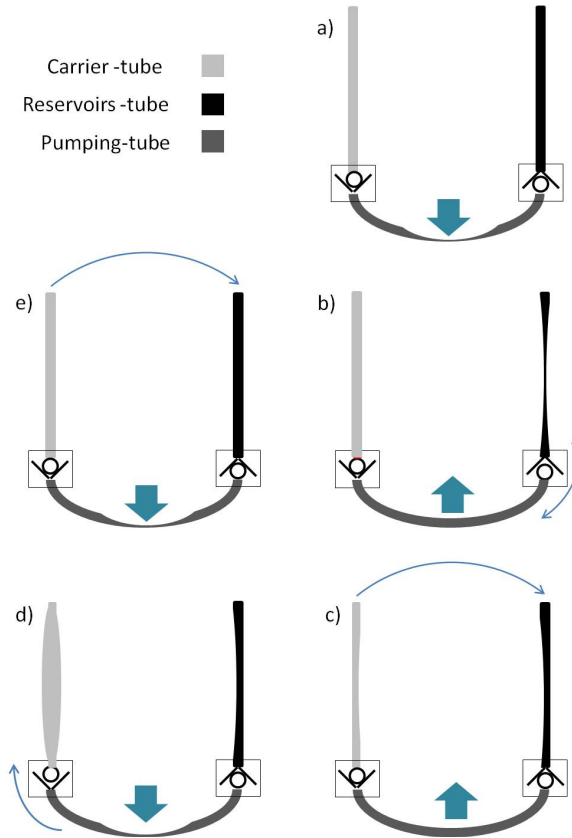 a)
Carrier -tube
Reservoirs -tube
Pumping-tube
e)
b)
d)
c)